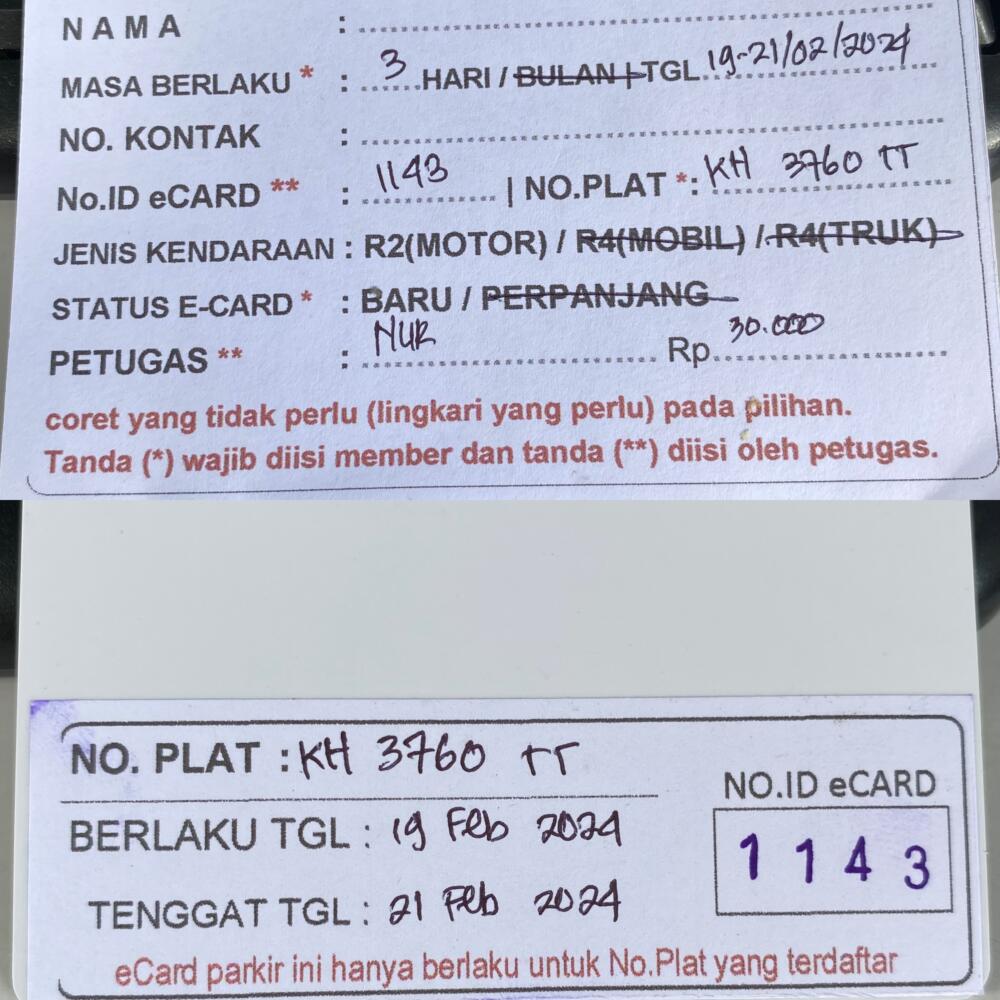 NAMA : ...........................................................................
MASA BERLAKU * : 3 HARI / BULAN | TGL 19-21/02/2024
NO. KONTAK : ...........................................................................
No.ID eCARD ** : 1143 | NO.PLAT *: KH 3760 TT
JENIS KENDARAAN : R2(MOTOR) / R4(MOBIL) / R4(TRUK)
STATUS E-CARD * : BARU / PERPANJANG
PETUGAS ** : NUR Rp 30.000
coret yang tidak perlu (lingkari yang perlu) pada pilihan.
Tanda (*) wajib diisi member dan tanda (**) diisi oleh petugas.
NO. PLAT : KH 3760 TT
NO.ID eCARD
BERLAKU TGL : 19 Feb 2024
1143
TENGGAT TGL : 21 Feb 2024
eCard parkir ini hanya berlaku untuk No.Plat yang terdaftar